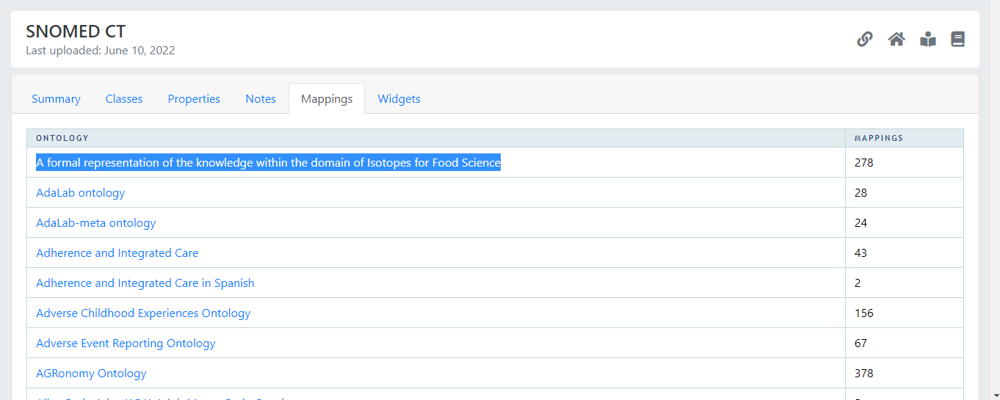 SNOMED CT
Last uploaded: June 10, 2022
Summary Classes Properties Notes Mappings Widgets
ONTOLOGY MAPPINGS
A formal representation of the knowledge within the domain of Isotopes for Food Science 278
AdaLab ontology 28
AdaLab-meta ontology 24
Adherence and Integrated Care 43
Adherence and Integrated Care in Spanish 2
Adverse Childhood Experiences Ontology 156
Adverse Event Reporting Ontology 67
AGRonomy Ontology 378